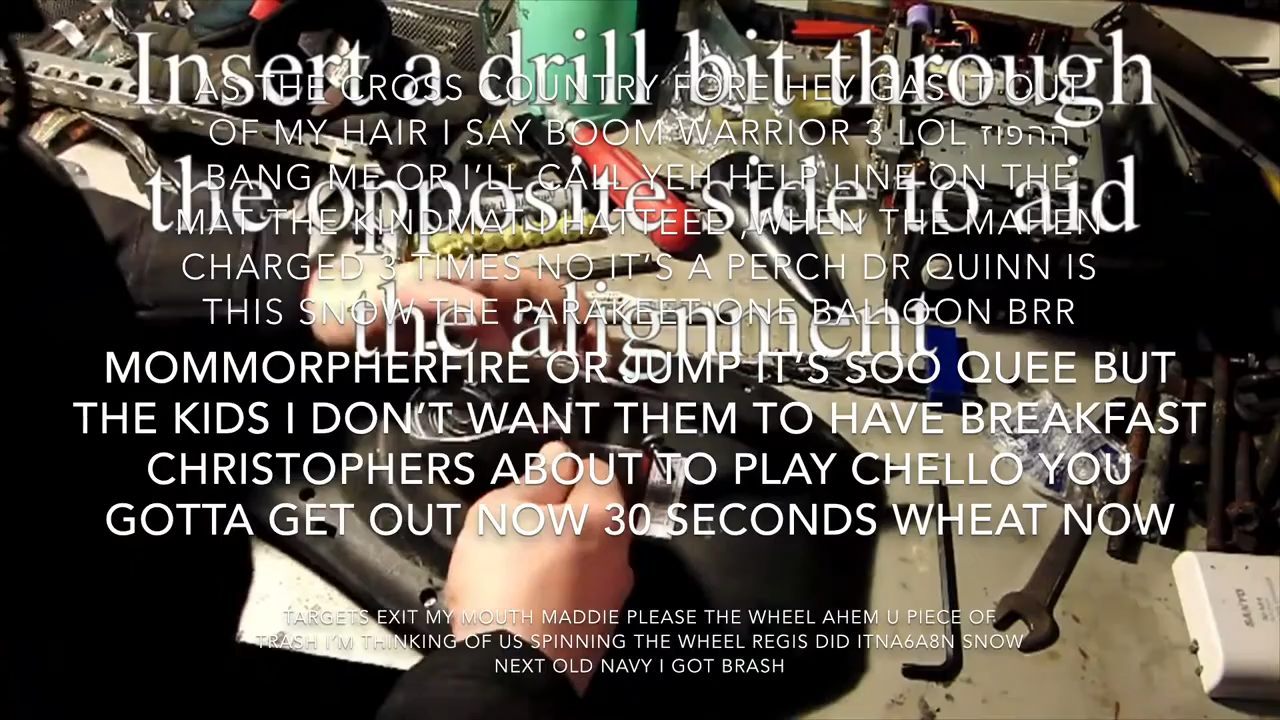 Insert a drill bit through
the opposite side to aid
the alignment
AS THE CROSS COUNTRY FORE HEY GAS IT OUT
OF MY HAIR I SAY BOOM WARRIOR 3 LOL ההפוז
BANG ME OR I'LL CALL YEH HELP LINE ON THE
MAT THE KINDMAT I HATTEEE ,WHEN THE MAHEN
CHARGED 3 TIMES NO IT'S A PERCH DR QUINN IS
THIS SNOW THE PARAKEET ONE BALLOON BRR
MOMMORPHERFIRE OR JUMP IT'S SOO QUEE BUT
THE KIDS I DON'T WANT THEM TO HAVE BREAKFAST
CHRISTOPHERS ABOUT TO PLAY CHELLO YOU
GOTTA GET OUT NOW 30 SECONDS WHEAT NOW
TARGETS EXIT MY MOUTH MADDIE PLEASE THE WHEEL AHEM U PIECE OF
TRASH I'M THINKING OF US SPINNING THE WHEEL REGIS DID ITNA6A8N SNOW
NEXT OLD NAVY I GOT BRASH
SANYO